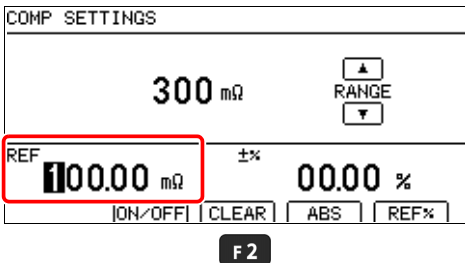 COMP SETTINGS
300 mΩ
▲
RANGE
▼
REF ±%
100.00 mΩ 00.00 %
ON/OFF CLEAR ABS REF%
F2